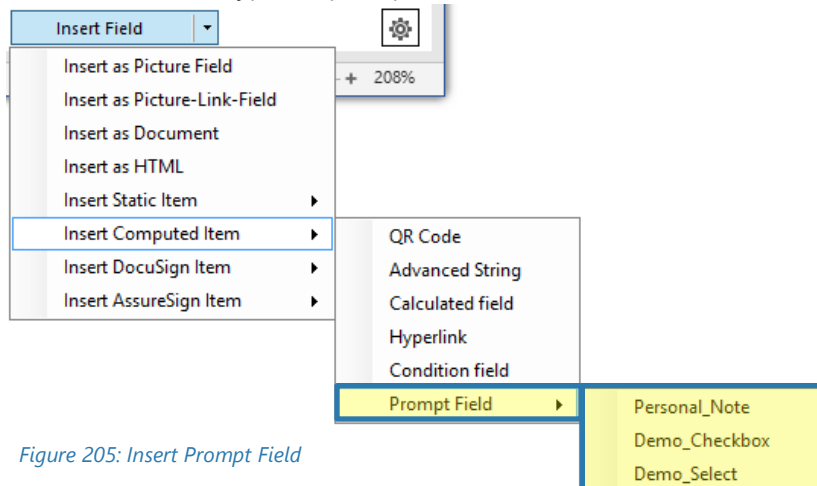 Insert Field
+ 208%
Insert as Picture Field
Insert as Picture-Link-Field
Insert as Document
Insert as HTML
Insert Static Item
Insert Computed Item
Insert DocuSign Item
Insert AssureSign Item
QR Code
Advanced String
Calculated field
Hyperlink
Condition field
Prompt Field
Personal_Note
Demo_Checkbox
Demo_Select
Figure 205: Insert Prompt Field